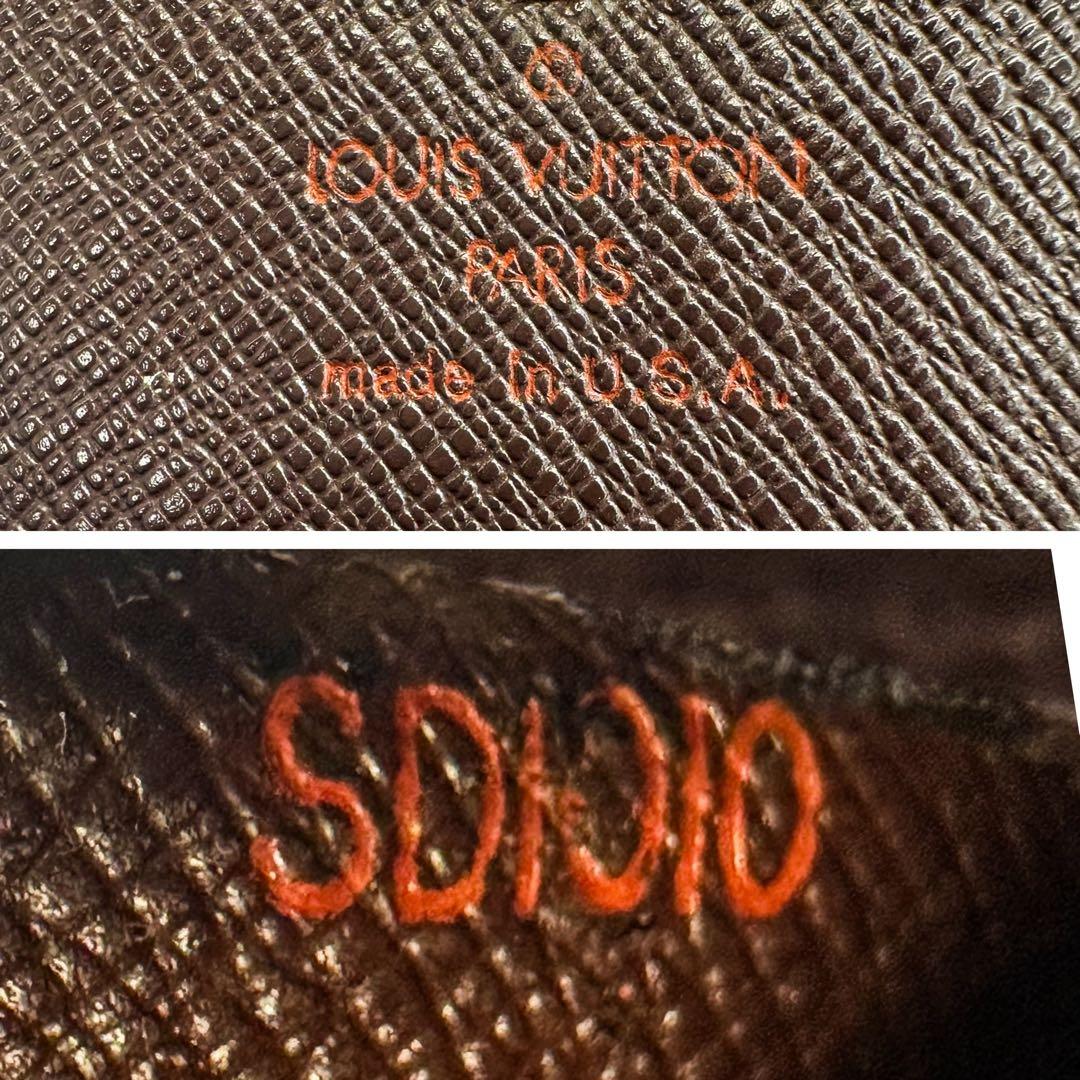 ®
LOUIS VUITTON
PARIS
made in U.S.A.
SD1010